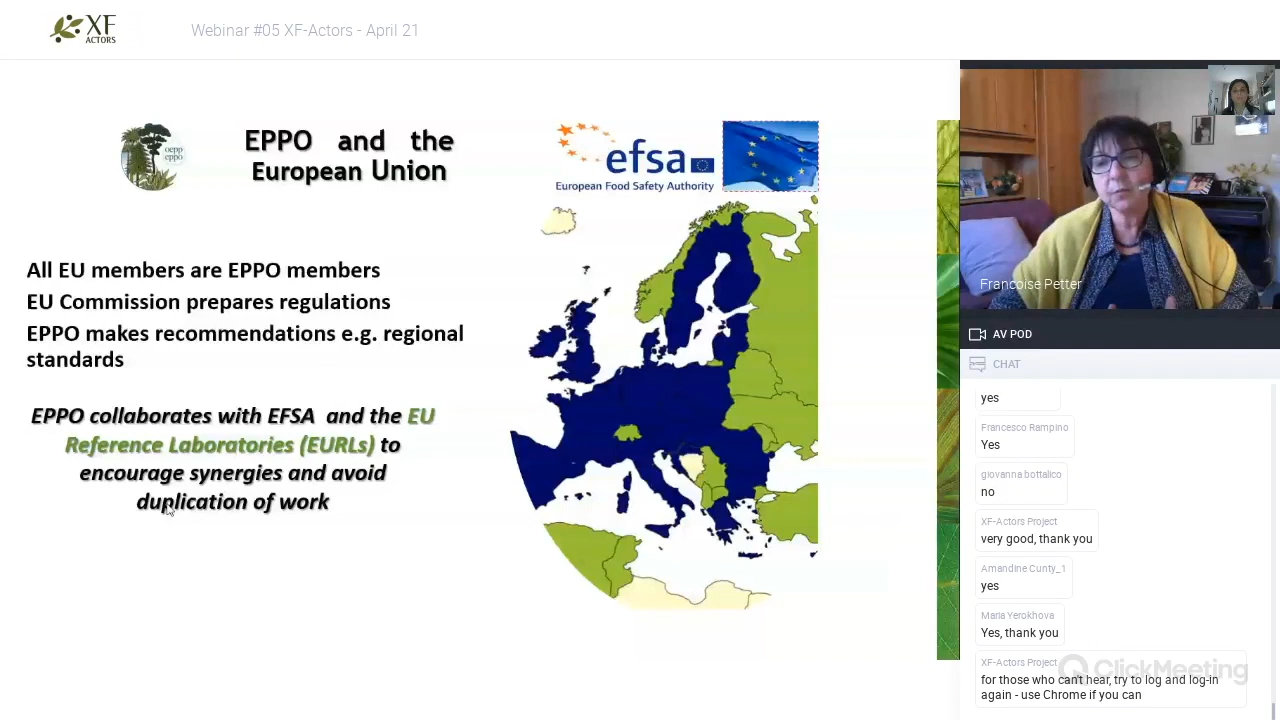 XF
ACTORS
Webinar #05 XF-Actors - April 21
oepp
eppo
EPPO and the
European Union
efsa
European Food Safety Authority
All EU members are EPPO members
EU Commission prepares regulations
EPPO makes recommendations e.g. regional
standards
EPPO collaborates with EFSA and the EU
Reference Laboratories (EURLs) to
encourage synergies and avoid
duplication of work
Francoise Petter
AV POD
CHAT
yes
Francesco Rampino
Yes
giovanna bottalico
no
XF-Actors Project
very good, thank you
Amandine Cunty_1
yes
Maria Yerokhova
Yes, thank you
XF-Actors Project
for those who can't hear, try to log and log-in
again - use Chrome if you can
ClickMeeting